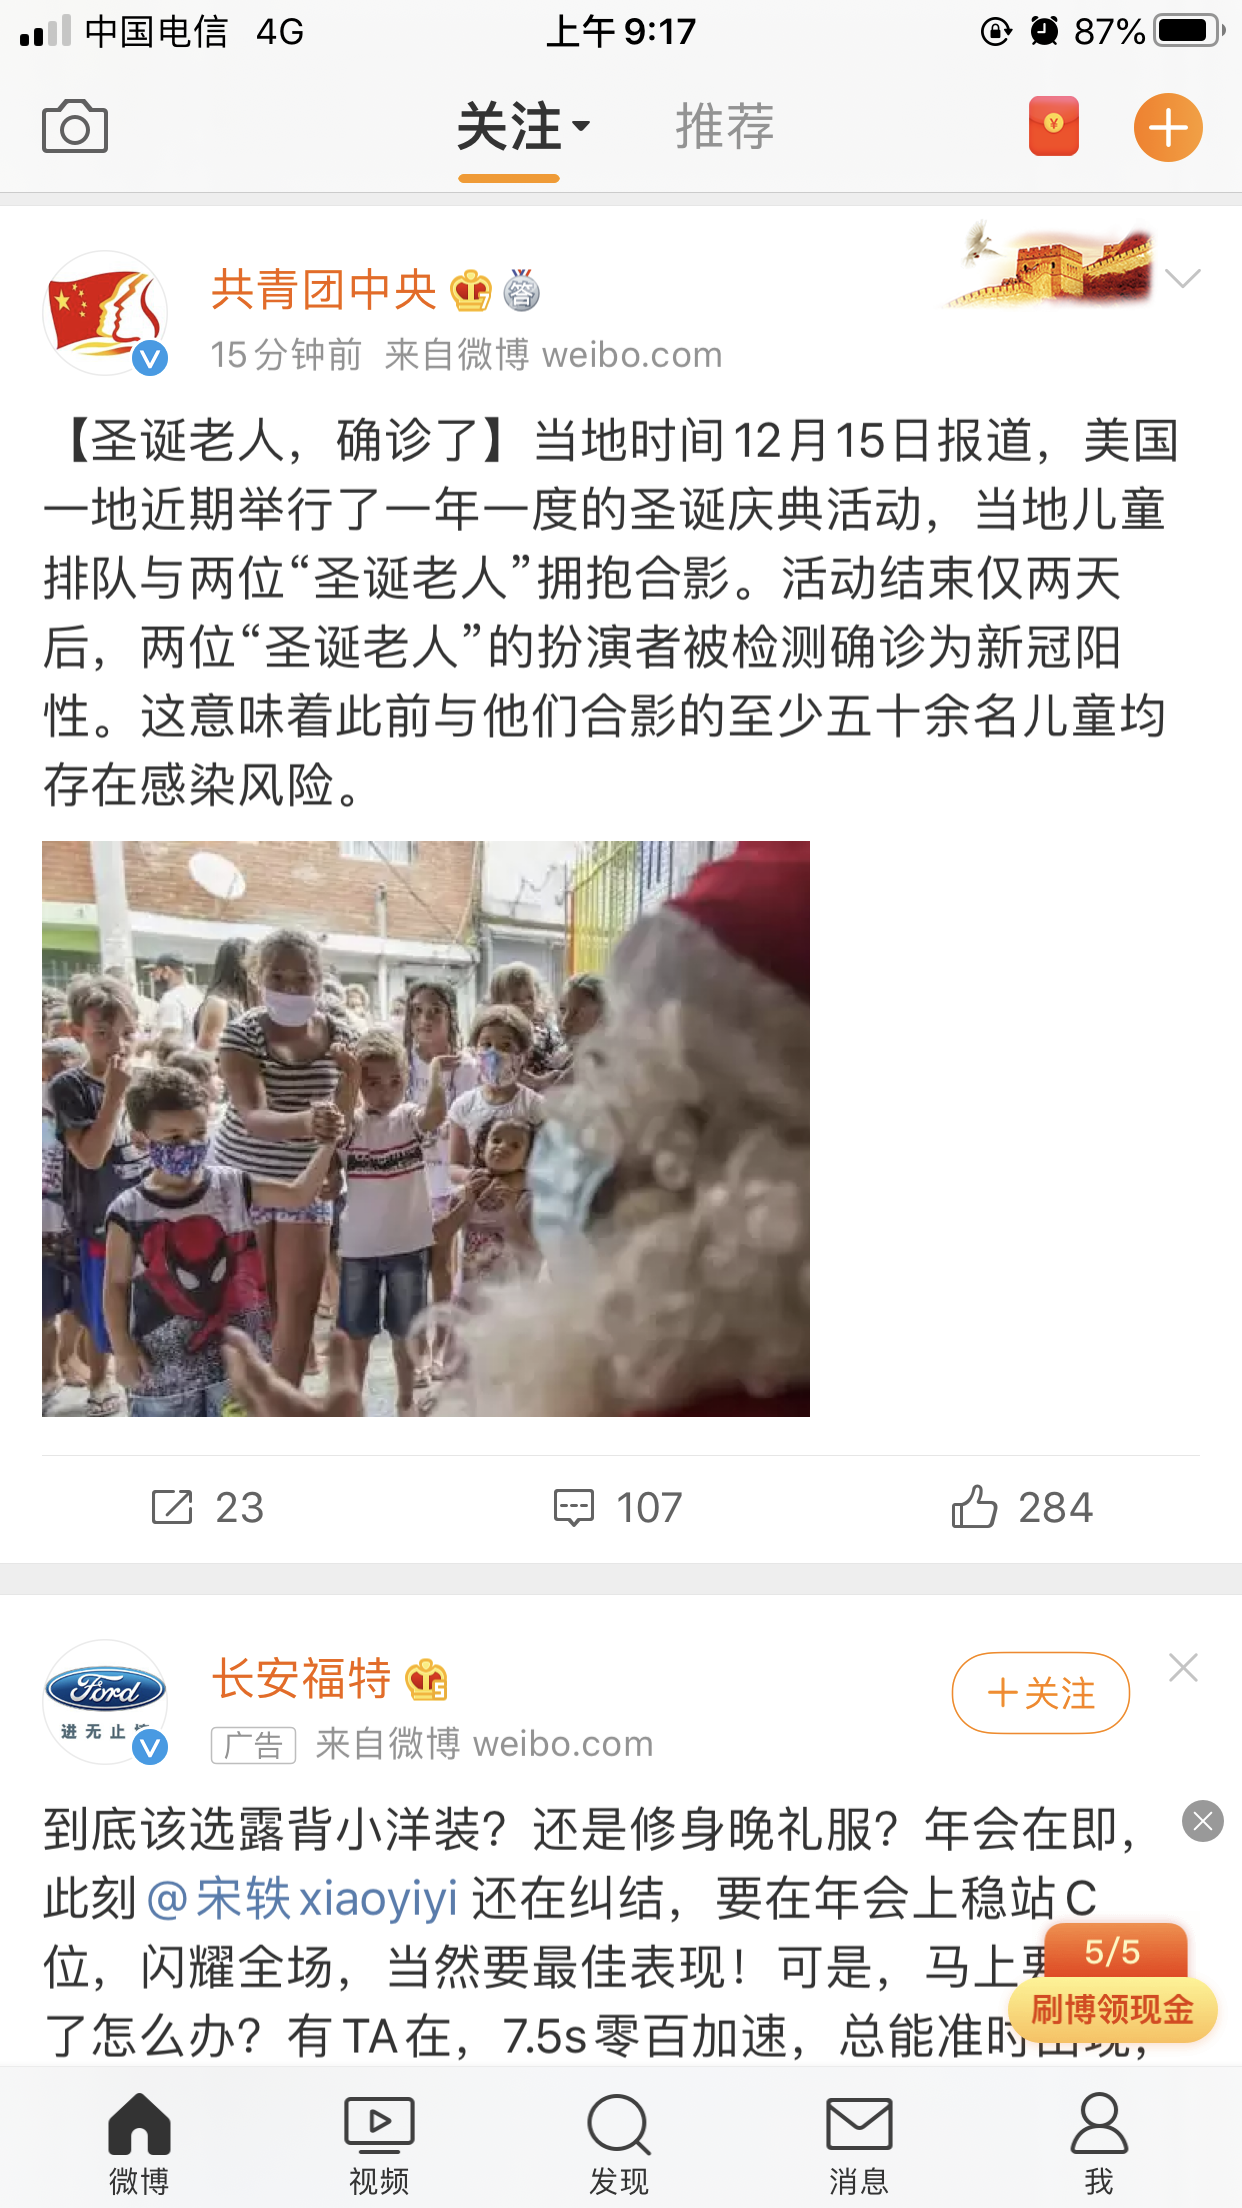 中国电信 4G 上午9:17 87%
关注 推荐
共青团中央
15分钟前 来自微博 weibo.com
【圣诞老人，确诊了】当地时间12月15日报道，美国
一地近期举行了一年一度的圣诞庆典活动，当地儿童
排队与两位“圣诞老人”拥抱合影。活动结束仅两天
后，两位“圣诞老人”的扮演者被检测确诊为新冠阳
性。这意味着此前与他们合影的至少五十余名儿童均
存在感染风险。
23 107 284
Ford
进无止
长安福特
+关注
广告 来自微博 weibo.com
到底该选露背小洋装？还是修身晚礼服？年会在即，
此刻@宋轶xiaoyiyi 还在纠结，要在年会上稳站C
位，闪耀全场，当然要最佳表现！可是，马上要
5/5
刷博领现金
了怎么办？有TA在，7.5s零百加速，总能准时出现，
微博 视频 发现 消息 我